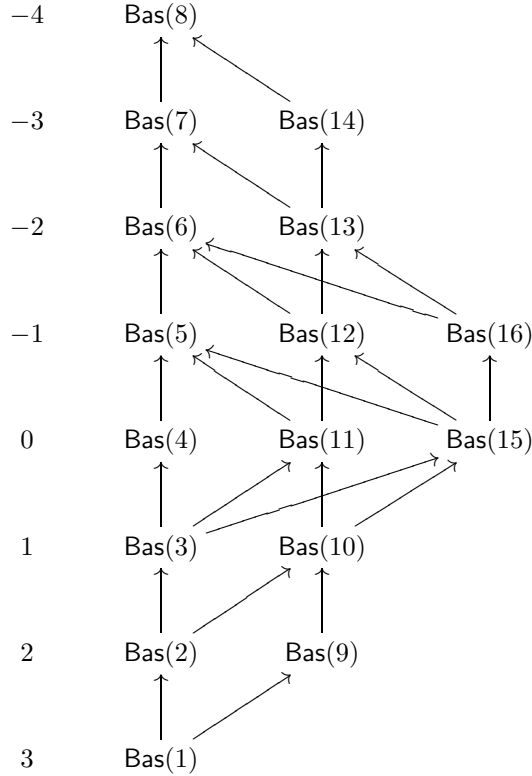 −4 Bas(8)
−3 Bas(7) Bas(14)
−2 Bas(6) Bas(13)
−1 Bas(5) Bas(12) Bas(16)
0 Bas(4) Bas(11) Bas(15)
1 Bas(3) Bas(10)
2 Bas(2) Bas(9)
3 Bas(1)